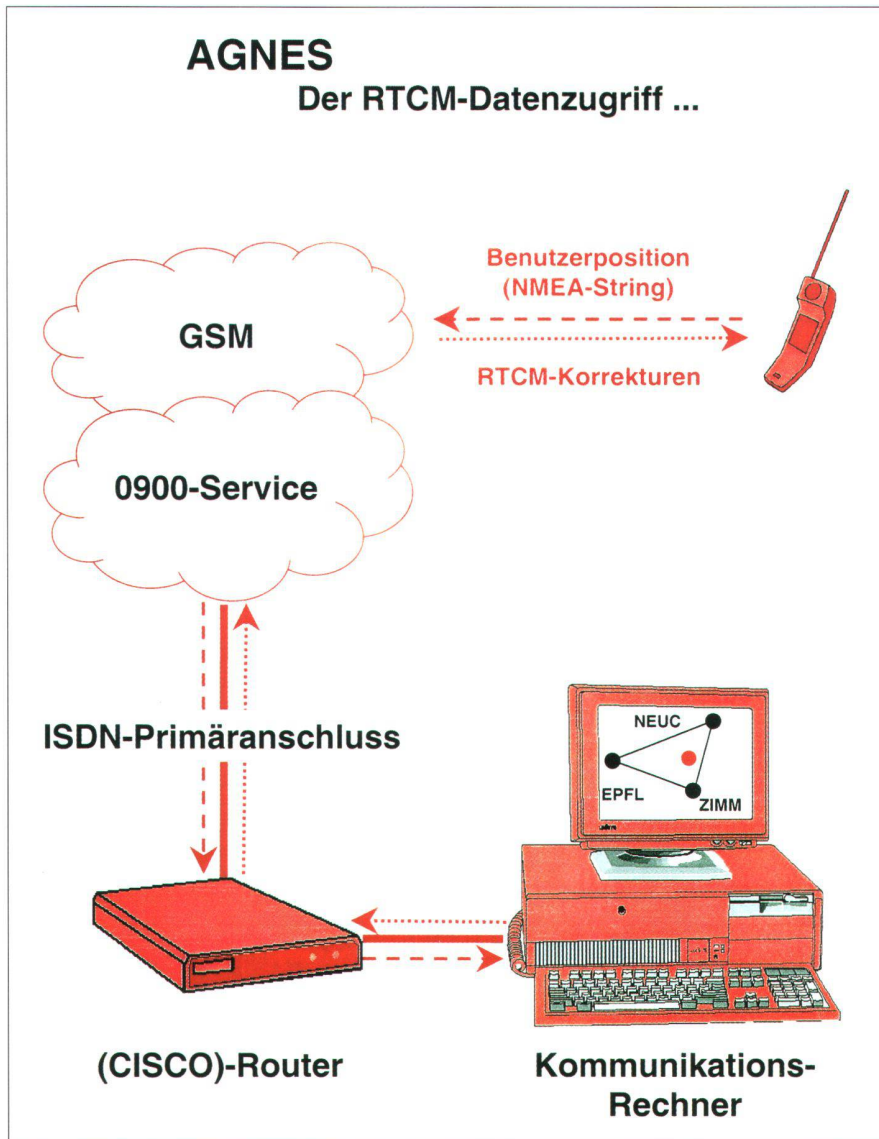 AGNES
Der RTCM-Datenzugriff ...
Benutzerposition
(NMEA-String)
GSM
RTCM-Korrekturen
0900-Service
ISDN-Primäranschluss
NEUC
EPFL
ZIMM
(CISCO)-Router
Kommunikations-
Rechner